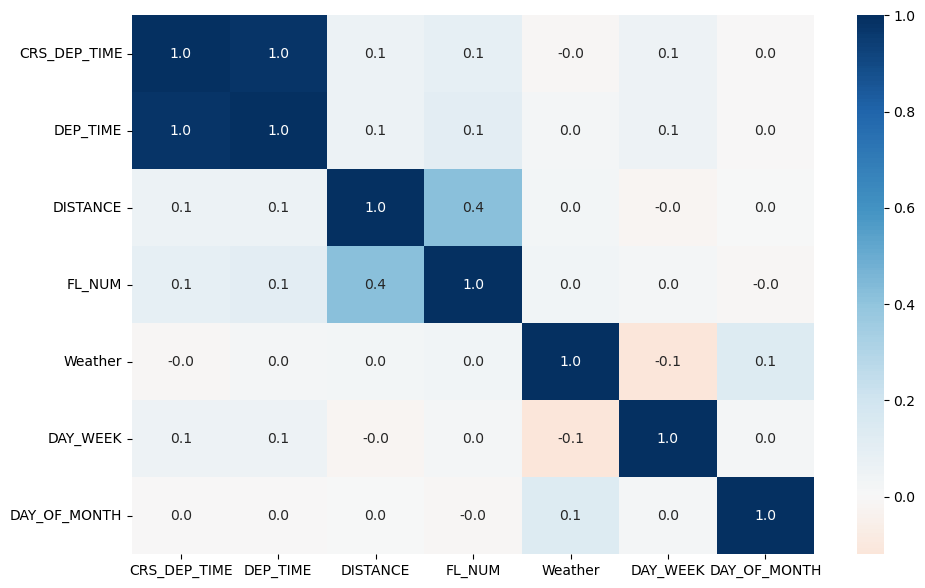 CRS_DEP_TIME 1.0 1.0 0.1 0.1 -0.0 0.1 0.0
DEP_TIME 1.0 1.0 0.1 0.1 0.0 0.1 0.0
DISTANCE 0.1 0.1 1.0 0.4 0.0 -0.0 0.0
FL_NUM 0.1 0.1 0.4 1.0 0.0 0.0 -0.0
Weather -0.0 0.0 0.0 0.0 1.0 -0.1 0.1
DAY_WEEK 0.1 0.1 -0.0 0.0 -0.1 1.0 0.0
DAY_OF_MONTH 0.0 0.0 0.0 -0.0 0.1 0.0 1.0
CRS_DEP_TIME DEP_TIME DISTANCE FL_NUM Weather DAY_WEEK DAY_OF_MONTH
1.0
0.8
0.6
0.4
0.2
0.0